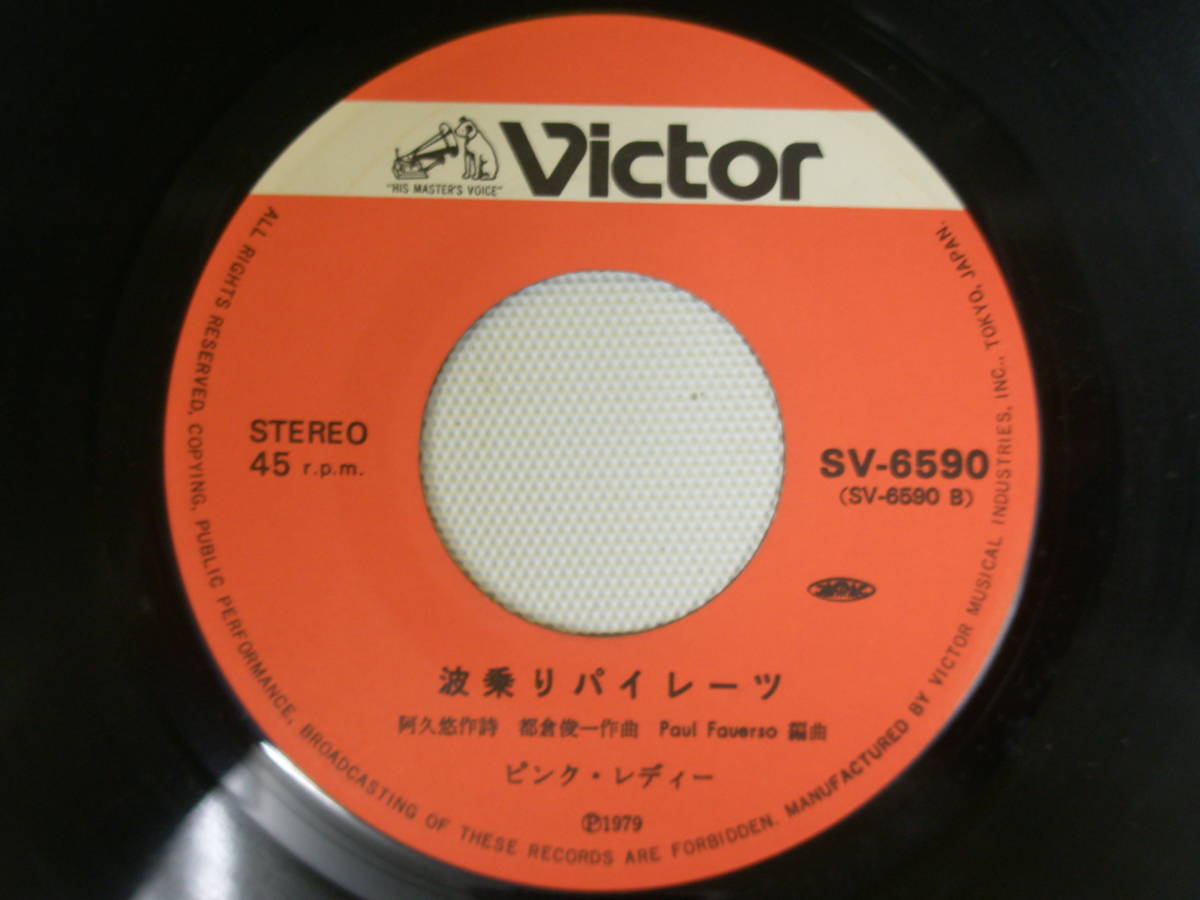 "HIS MASTER'S VOICE"
Victor
STEREO
45 r.p.m.
SV-6590
(SV-6590 B)
波乗りパイレーツ
阿久悠作詩 都倉俊一作曲 Paul Fauerso 編曲
ピンク・レディー
Ⓟ1979
ALL RIGHTS RESERVED, COPYING, PUBLIC PERFORMANCE, BROADCASTING OF THESE RECORDS ARE FORBIDDEN. MANUFACTURED BY VICTOR MUSICAL INDUSTRIES, INC., TOKYO, JAPAN.